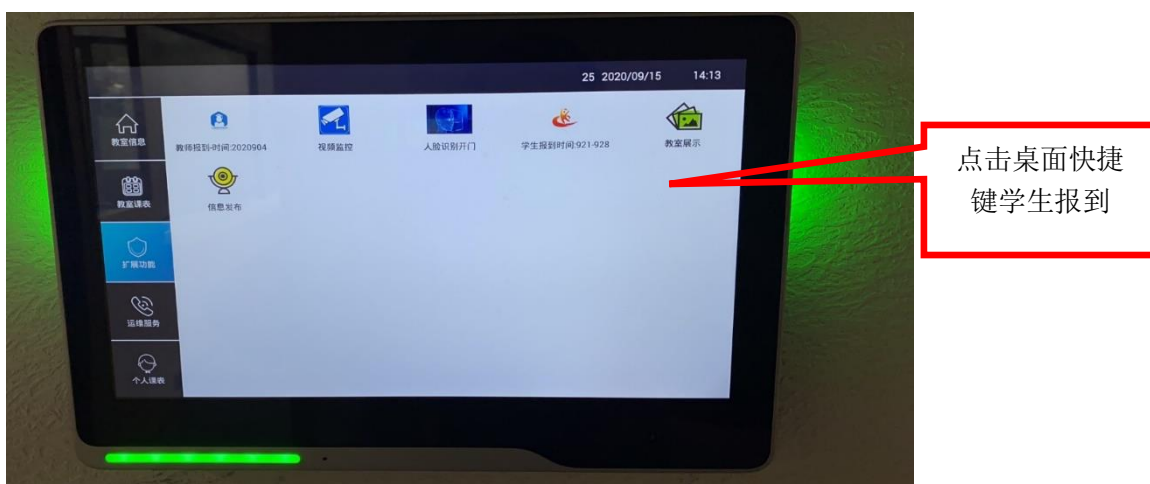 25 2020/09/15 14:13
教室信息
教师报到-时间:2020904
视频监控
人脸识别开门
学生报到时间:921-928
教室展示
教室课表
信息发布
扩展功能
运维服务
个人课表
点击桌面快捷
键学生报到